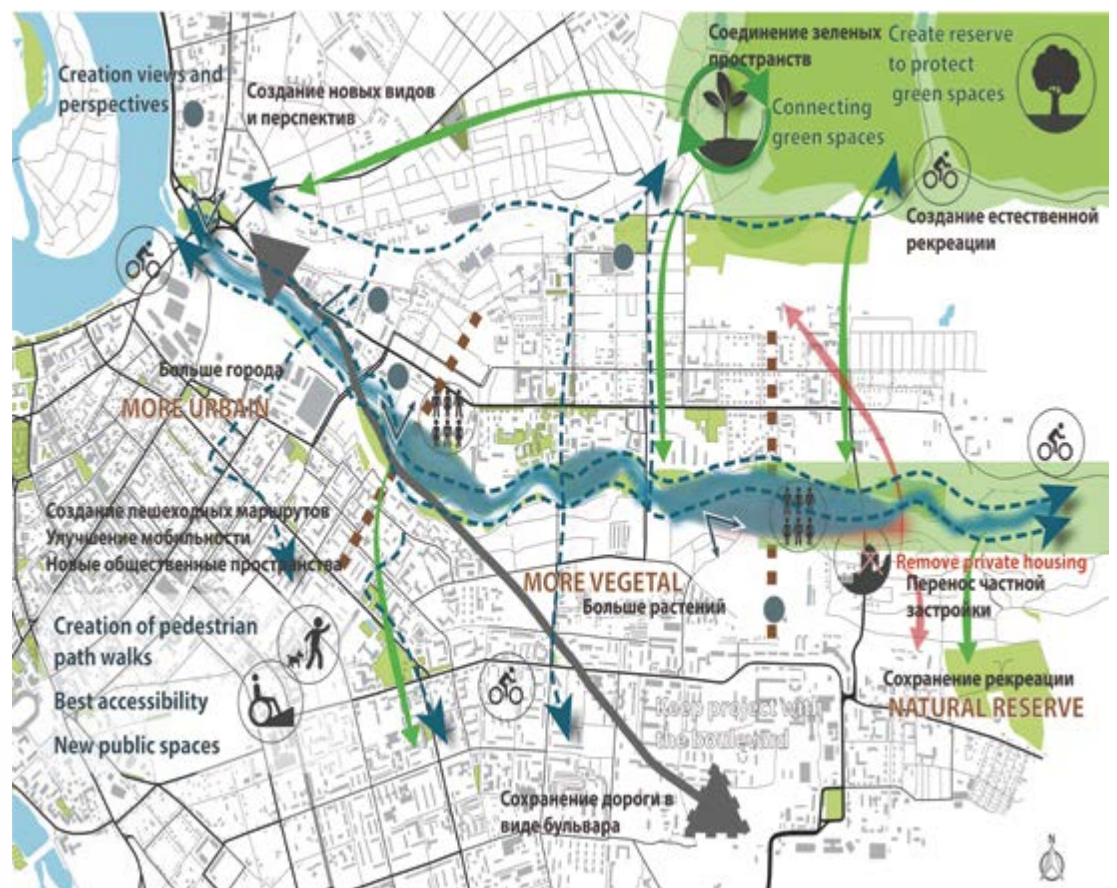 Соединение зеленых
пространств
Create reserve
to protect
green spaces
Creation views and
perspectives
Создание новых видов
и перспектив
Connecting
green spaces
Создание естественной
рекреации
Больше города
MORE URBAIN
Создание пешеходных маршрутов
Улучшение мобильности
Новые общественные пространства
Remove private housing
Перенос частной
застройки
MORE VEGETAL
Больше растений
Creation of pedestrian
path walks
Best accessibility
New public spaces
Сохранение рекреации
NATURAL RESERVE
Keep project with
the boulevard
Сохранение дороги в
виде бульвара
N